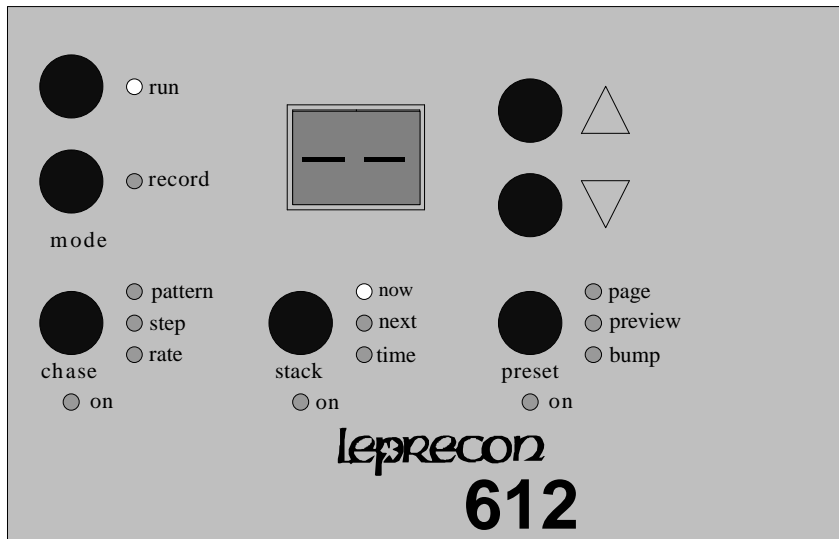 run
record
mode
-- --
pattern
step
rate
chase
on
now
next
time
stack
on
page
preview
bump
preset
on
leprecon
612